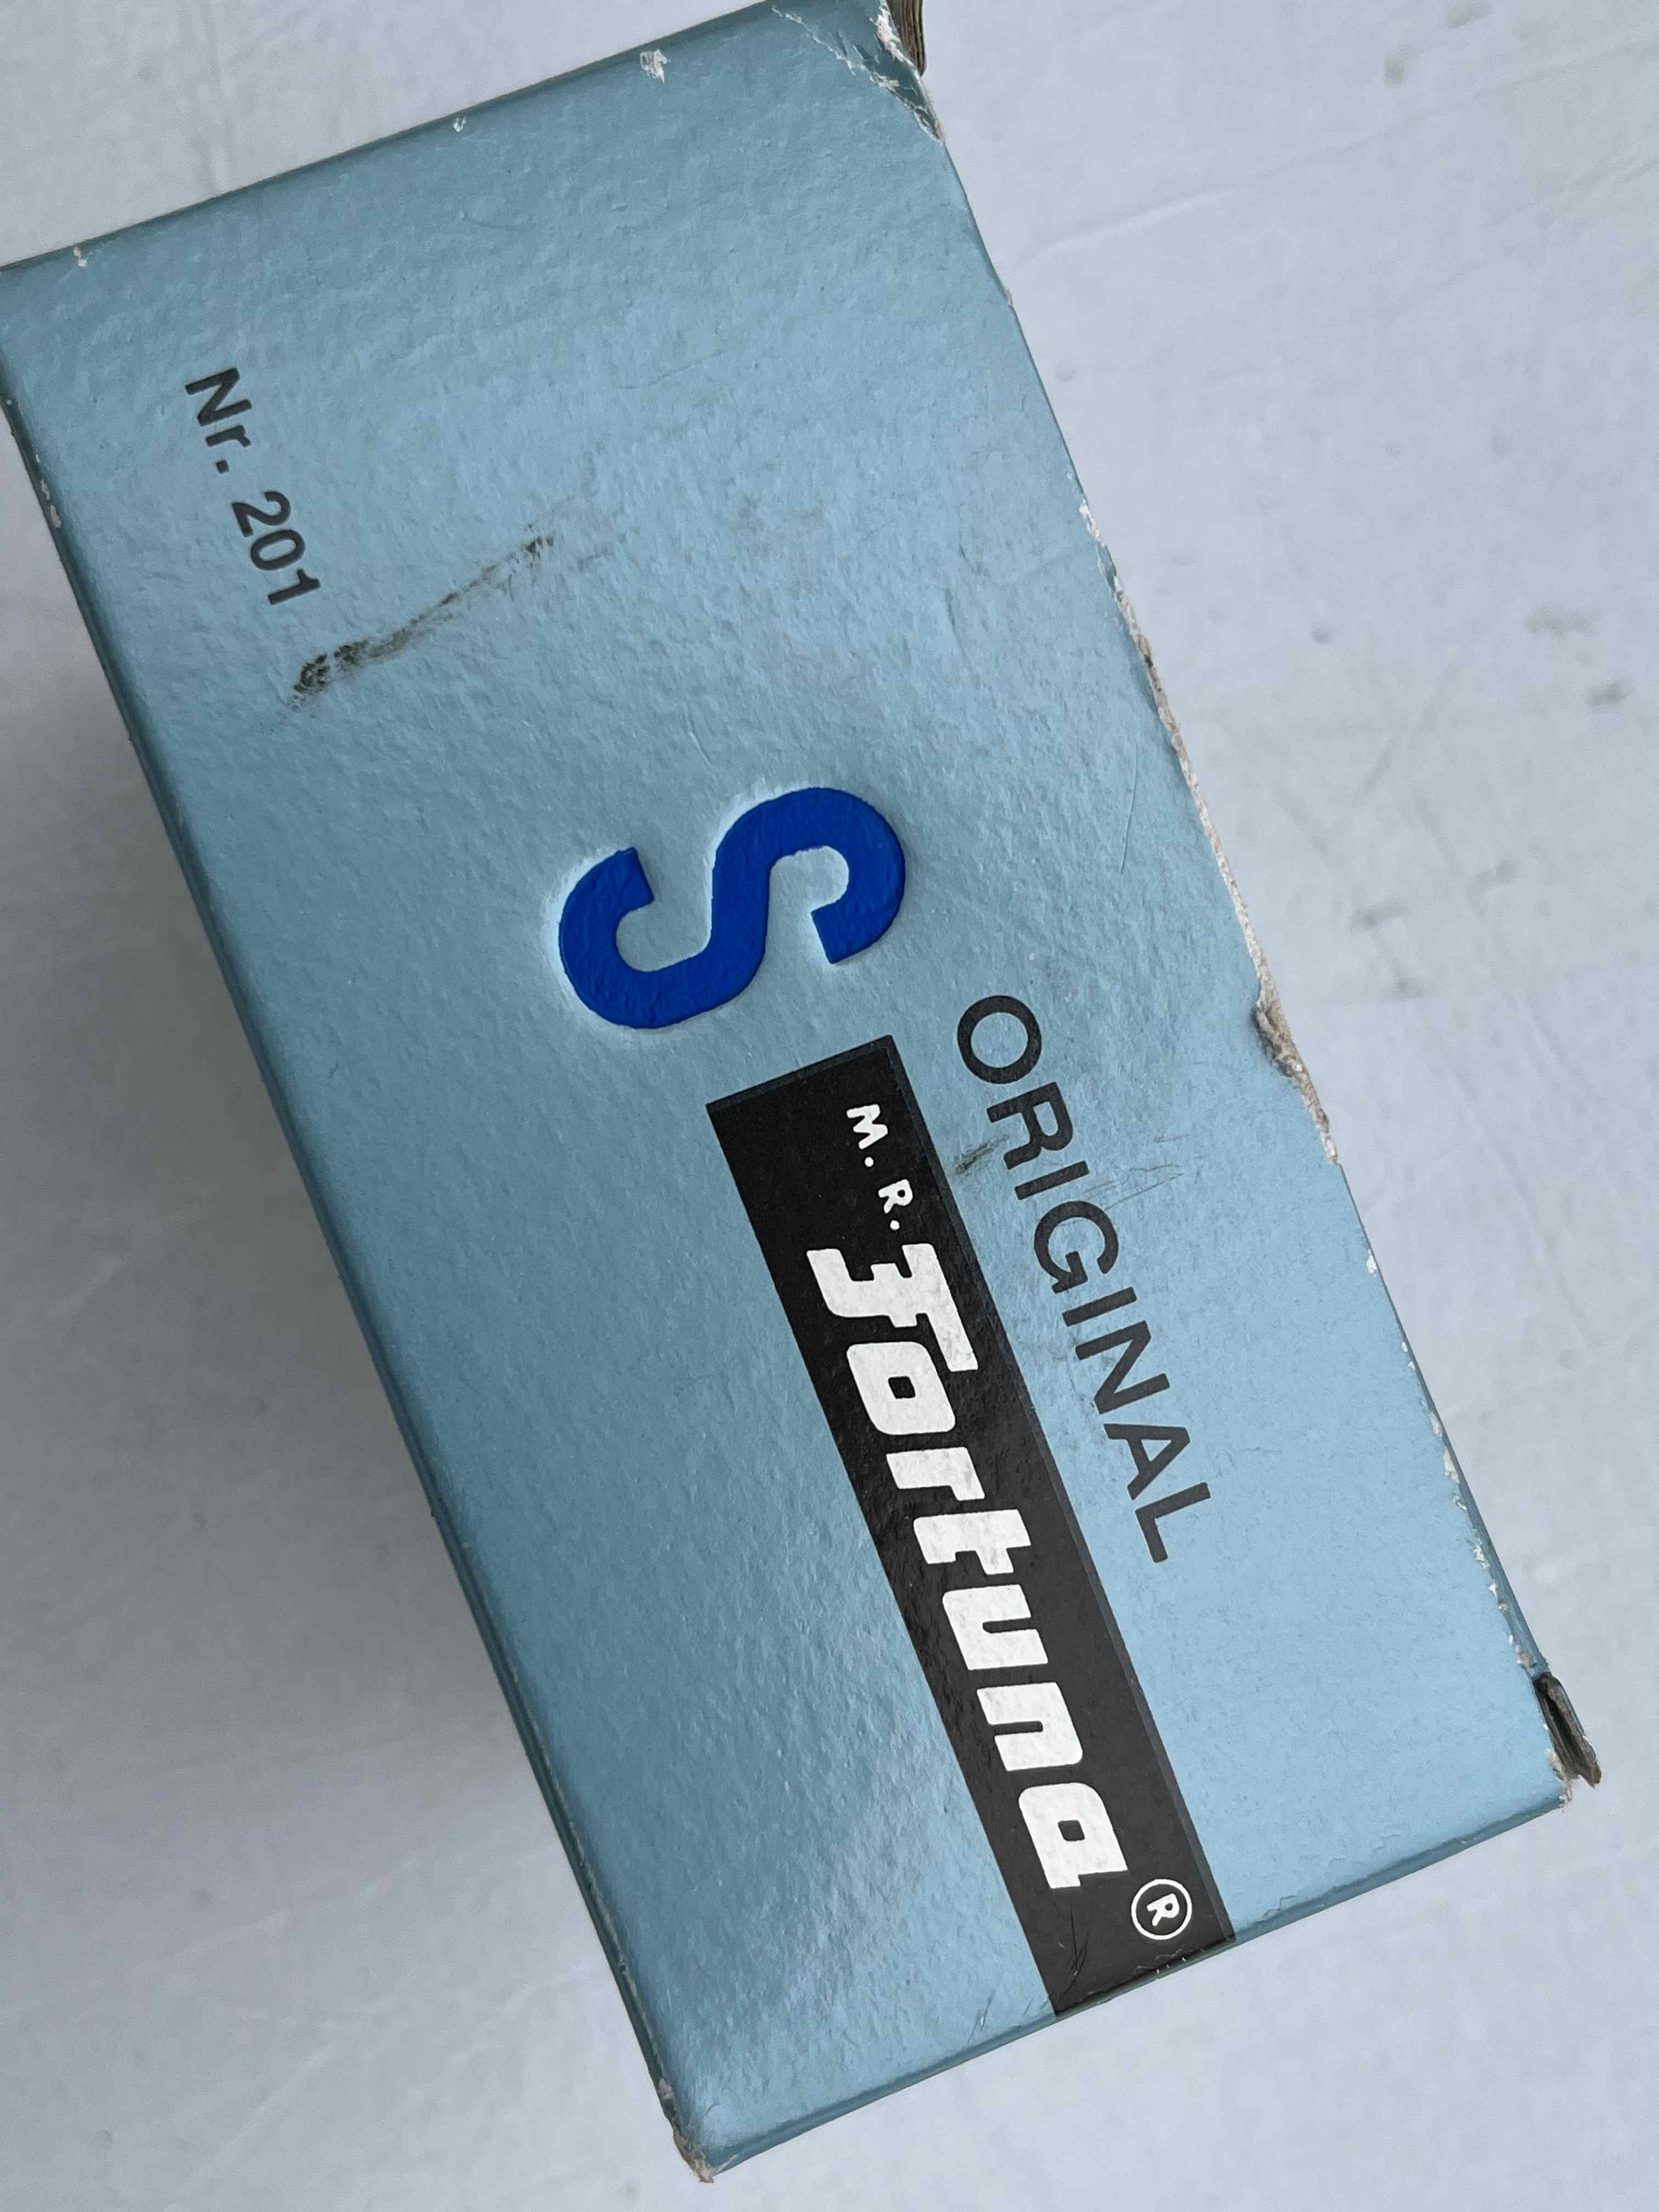 ORIGINAL
S M. R. Fortuna ®
Nr. 201